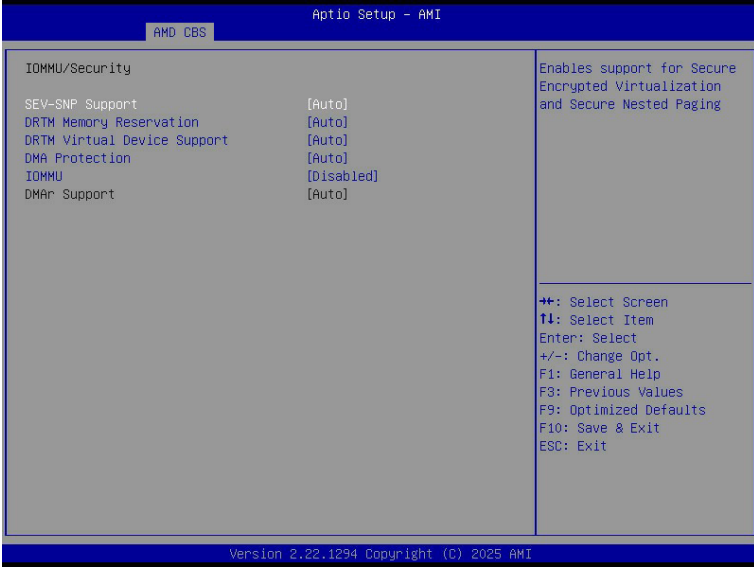 Aptio Setup - AMI
AMD CBS
IOMMU/Security
SEV-SNP Support [Auto]
DRTM Memory Reservation [Auto]
DRTM Virtual Device Support [Auto]
DMA Protection [Auto]
IOMMU [Disabled]
DMAr Support [Auto]
Enables support for Secure
Encrypted Virtualization
and Secure Nested Paging
→←: Select Screen
↑↓: Select Item
Enter: Select
+/-: Change Opt.
F1: General Help
F3: Previous Values
F9: Optimized Defaults
F10: Save & Exit
ESC: Exit
Version 2.22.1294 Copyright (C) 2025 AMI